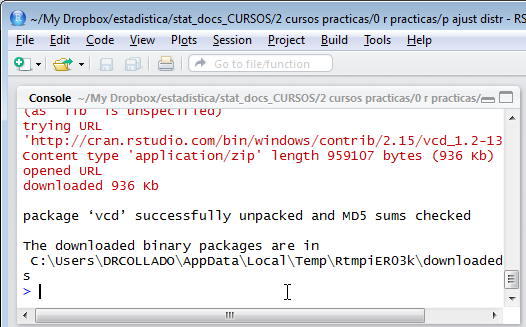 ~/My Dropbox/estadistica/stat_docs_CURSOS/2 cursos practicas/0 r practicas/p ajust distr - RS
File Edit Code View Plots Session Project Build Tools Help
Go to file/function
Console ~/My Dropbox/estadistica/stat_docs_CURSOS/2 cursos practicas/0 r practicas/
(as 'lib' is unspecified)
trying URL
'http://cran.rstudio.com/bin/windows/contrib/2.15/vcd_1.2-13
Content type 'application/zip' length 959107 bytes (936 Kb)
opened URL
downloaded 936 Kb
package ‘vcd’ successfully unpacked and MD5 sums checked
The downloaded binary packages are in
C:\Users\DRCOLLADO\AppData\Local\Temp\RtmpiERO3k\downloaded
s
>